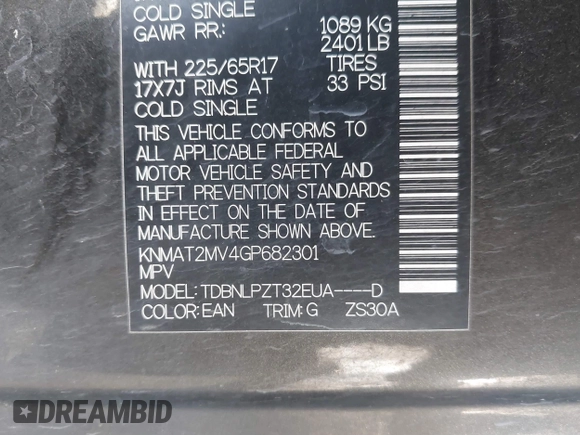 COLD SINGLE
GAWR RR: 1089 KG
2401 LB
WITH 225/65R17 TIRES
17X7J RIMS AT 33 PSI
COLD SINGLE
THIS VEHICLE CONFORMS TO
ALL APPLICABLE FEDERAL
MOTOR VEHICLE SAFETY AND
THEFT PREVENTION STANDARDS
IN EFFECT ON THE DATE OF
MANUFACTURE SHOWN ABOVE.
KNMAT2MV4GP682301
MPV
MODEL:TDBNLPZT32EUA----D
COLOR:EAN TRIM:G ZS30A
DREAMBID